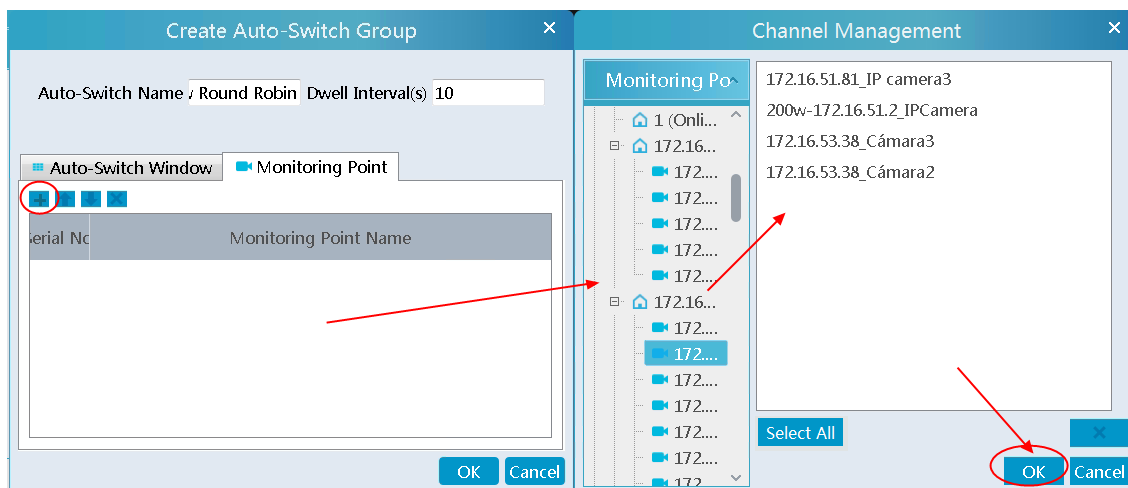 Create Auto-Switch Group
Auto-Switch Name Round Robin Dwell Interval(s) 10
Auto-Switch Window Monitoring Point
Serial No Monitoring Point Name
OK Cancel
Channel Management
Monitoring Po
1 (Onli...
172.16...
172....
172....
172....
172....
172....
172.16...
172....
172....
172....
172....
172....
172....
172
172.16.51.81_IP camera3
200w-172.16.51.2_IPCamera
172.16.53.38_Cámara3
172.16.53.38_Cámara2
Select All
OK Cancel